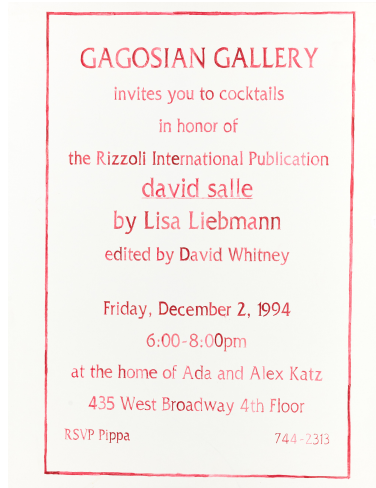 GAGOSIAN GALLERY
invites you to cocktails
in honor of
the Rizzoli International Publication
david salle
by Lisa Liebmann
edited by David Whitney
Friday, December 2, 1994
6:00-8:00pm
at the home of Ada and Alex Katz
435 West Broadway 4th Floor
RSVP Pippa 744-2313